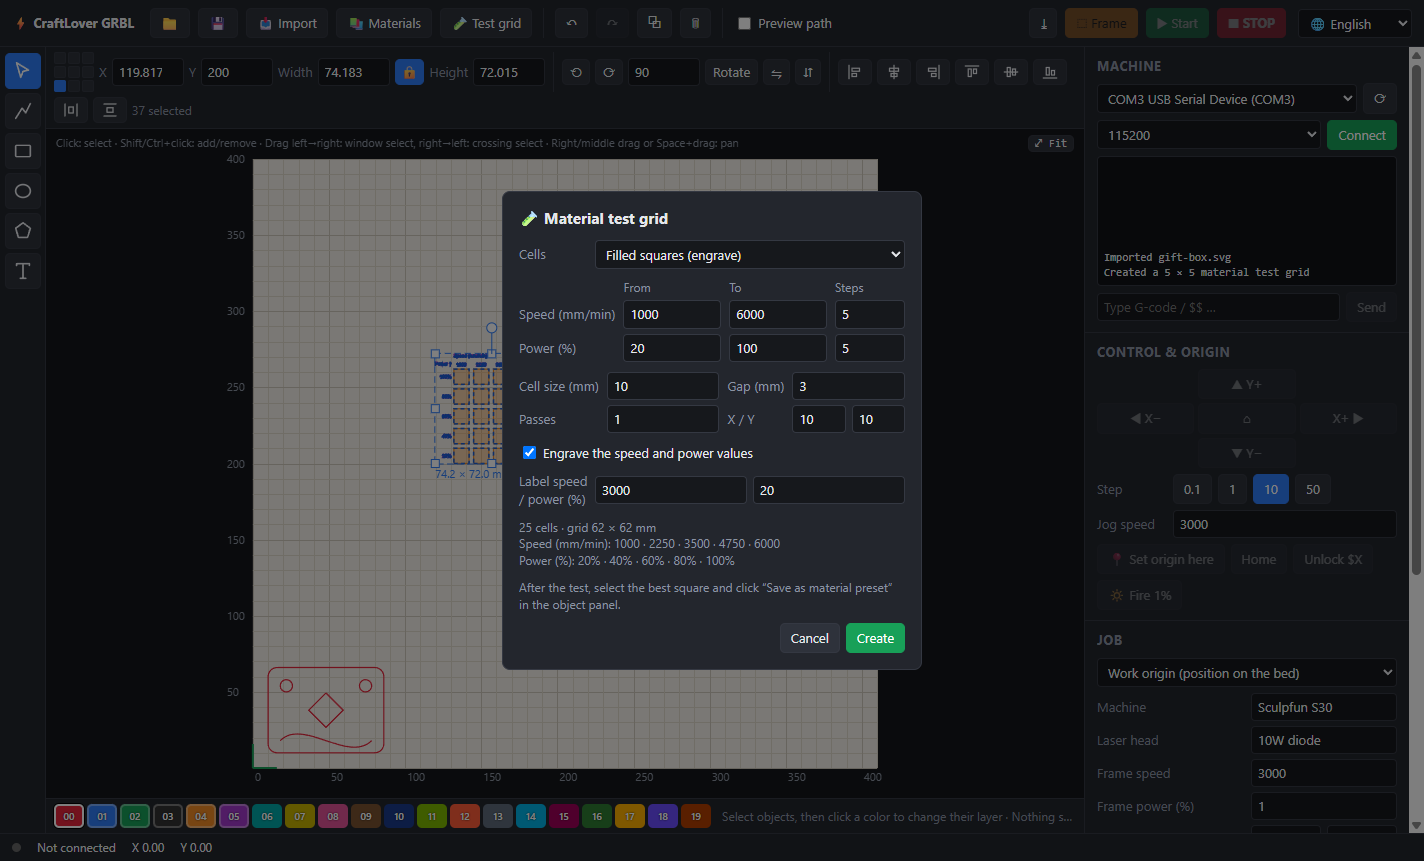 CraftLover GRBL
Import
Materials
Test grid
Preview path
Frame
Start
STOP
English
X 119.817 Y 200 Width 74.183 Height 72.015
90
Rotate
37 selected
Click: select · Shift/Ctrl+click: add/remove · Drag left→right: window select, right→left: crossing select · Right/middle drag or Space+drag: pan
Fit
400
350
300
250
200
150
100
50
0 50 100 150 200 250 300 350 400
74.2 × 72.0 m
Material test grid
Cells Filled squares (engrave)
From To Steps
Speed (mm/min) 1000 6000 5
Power (%) 20 100 5
Cell size (mm) 10 Gap (mm) 3
Passes 1 X / Y 10 10
Engrave the speed and power values
Label speed
/ power (%) 3000 20
25 cells · grid 62 × 62 mm
Speed (mm/min): 1000 · 2250 · 3500 · 4750 · 6000
Power (%): 20% · 40% · 60% · 80% · 100%
After the test, select the best square and click “Save as material preset”
in the object panel.
Cancel Create
MACHINE
COM3 USB Serial Device (COM3)
115200 Connect
Imported gift-box.svg
Created a 5 × 5 material test grid
Type G-code / $$ ... Send
CONTROL & ORIGIN
▲ Y+
◀ X− ⌂ X+ ▶
▼ Y−
Step 0.1 1 10 50
Jog speed 3000
Set origin here Home Unlock $X
Fire 1%
JOB
Work origin (position on the bed)
Machine Sculpfun S30
Laser head 10W diode
Frame speed 3000
Frame power (%) 1
00 01 02 03 04 05 06 07 08 09 10 11 12 13 14 15 16 17 18 19
Select objects, then click a color to change their layer · Nothing s...
Not connected X 0.00 Y 0.00